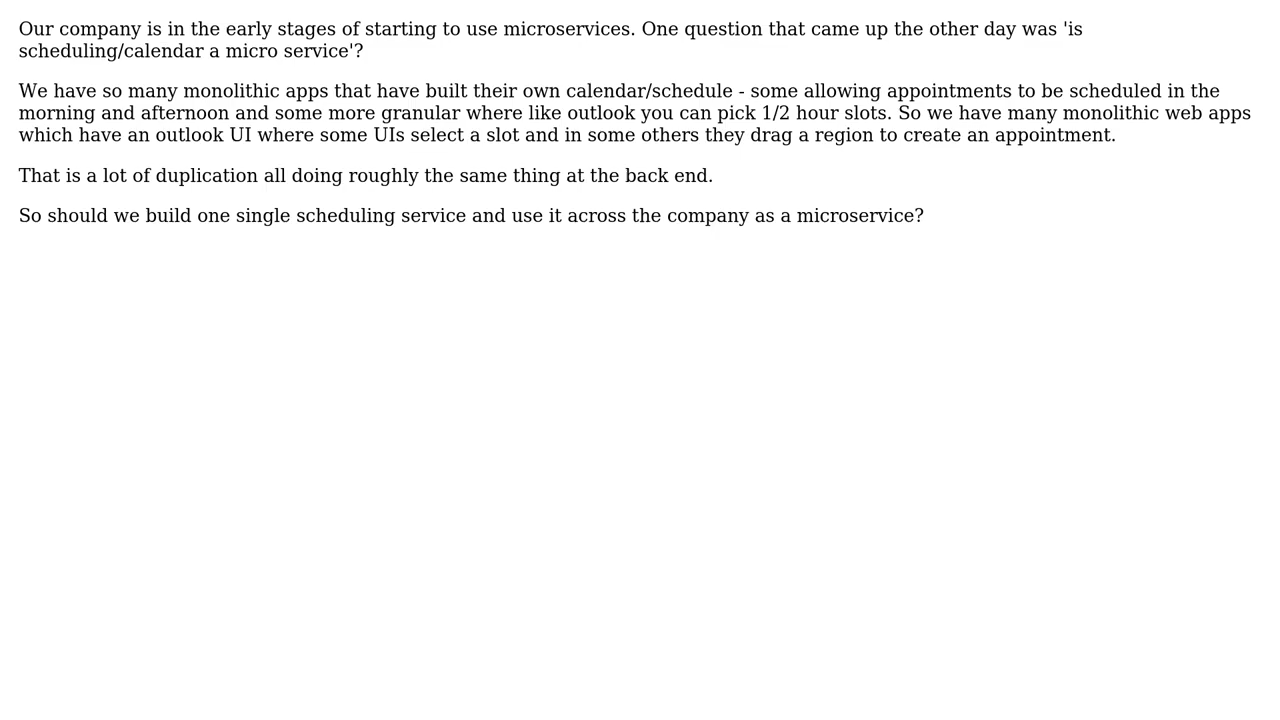 Our company is in the early stages of starting to use microservices. One question that came up the other day was 'is
scheduling/calendar a micro service'?
We have so many monolithic apps that have built their own calendar/schedule - some allowing appointments to be scheduled in the
morning and afternoon and some more granular where like outlook you can pick 1/2 hour slots. So we have many monolithic web apps
which have an outlook UI where some UIs select a slot and in some others they drag a region to create an appointment.
That is a lot of duplication all doing roughly the same thing at the back end.
So should we build one single scheduling service and use it across the company as a microservice?